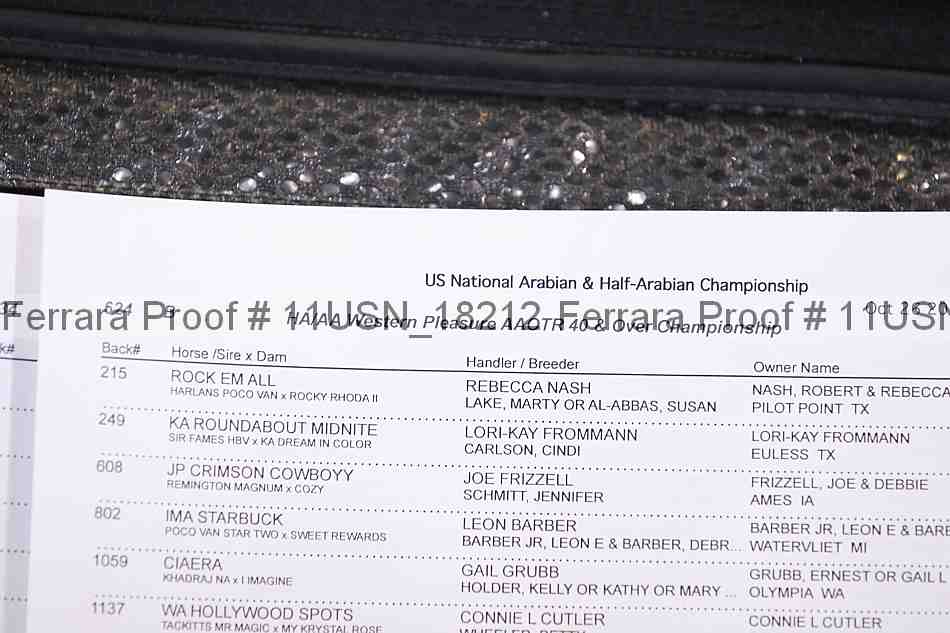 US National Arabian & Half-Arabian Championship
624 B
Oct 26 20
Ferrara Proof # 11USN_18212 Ferrara Proof # 11USN
HA/AA Western Pleasure AAOTR 40 & Over Championship
Back# Horse /Sire x Dam Handler / Breeder Owner Name
215 ROCK EM ALL REBECCA NASH NASH, ROBERT & REBECCA
HARLANS POCO VAN x ROCKY RHODA II LAKE, MARTY OR AL-ABBAS, SUSAN PILOT POINT TX
249 KA ROUNDABOUT MIDNITE LORI-KAY FROMMANN LORI-KAY FROMMANN
SIR FAMES HBV x KA DREAM IN COLOR CARLSON, CINDI EULESS TX
608 JP CRIMSON COWBOYY JOE FRIZZELL FRIZZELL, JOE & DEBBIE
REMINGTON MAGNUM x COZY SCHMITT, JENNIFER AMES IA
802 IMA STARBUCK LEON BARBER BARBER JR, LEON E & BARB
POCO VAN STAR TWO x SWEET REWARDS BARBER JR, LEON E & BARBER, DEBR... WATERVLIET MI
1059 CIAERA GAIL GRUBB GRUBB, ERNEST OR GAIL L
KHADRAJ NA x I IMAGINE HOLDER, KELLY OR KATHY OR MARY ... OLYMPIA WA
1137 WA HOLLYWOOD SPOTS CONNIE L CUTLER CONNIE L CUTLER
TACKITTS MR MAGIC x MY KRYSTAL ROSE WHEELER, BETTY